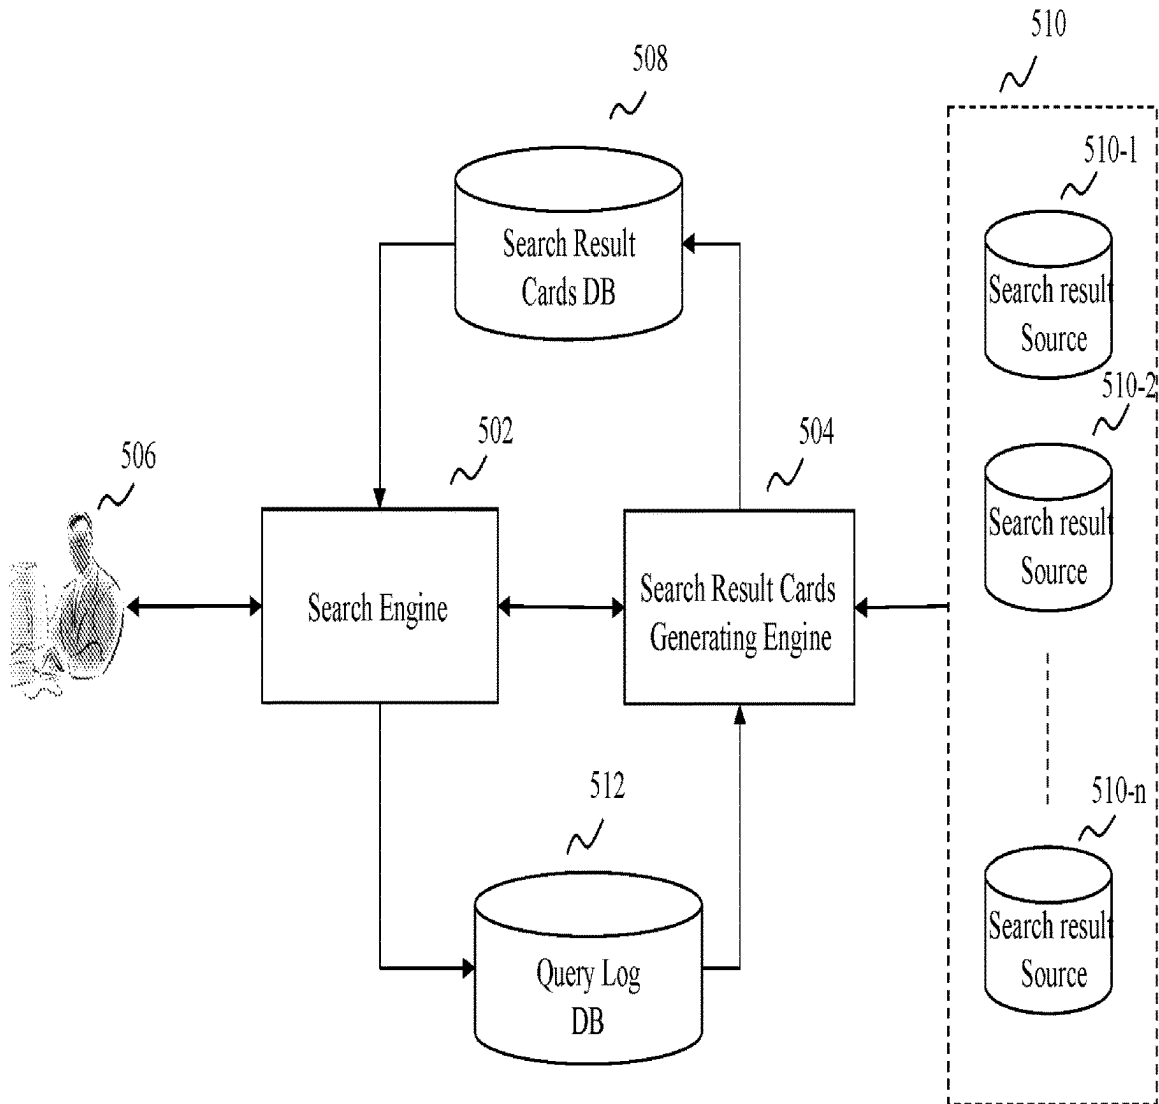 510
508
510-1
Search result
Source
Search Result
Cards DB
510-2
502
504
506
Search result
Source
Search Engine
Search Result Cards
Generating Engine
512
510-n
Search result
Source
Query Log
DB